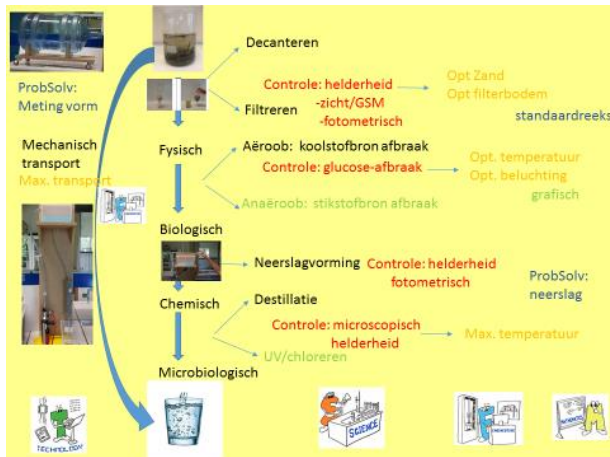 Decanteren
ProbSolv:
Meting vorm
Controle: helderheid
-zicht/GSM
-fotometrisch
Opt Zand
Opt filterbodem
Filtreren
standaardreeks
Mechanisch
transport
Max. transport
Fysisch
Aëroob: koolstofbron afbraak
Controle: glucose-afbraak
Opt. temperatuur
Opt. beluchting
grafisch
Anaëroob: stikstofbron afbraak
Biologisch
Neerslagvorming
Controle: helderheid
fotometrisch
ProbSolv:
neerslag
Chemisch
Destillatie
Controle: microscopisch
helderheid
Max. temperatuur
UV/chloreren
Microbiologisch
TECHNOLOGY
SCIENCE